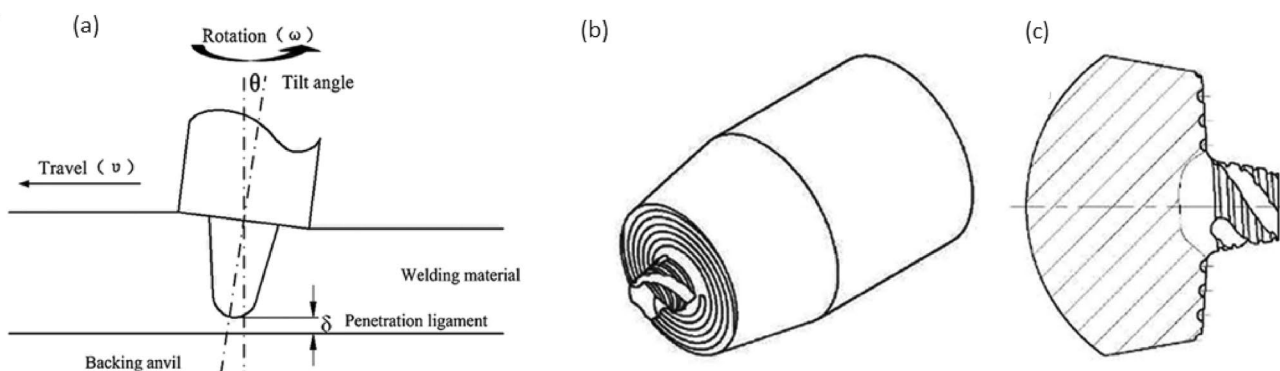 (a)
Rotation（ω）
θ
Tilt angle
Travel（υ）
Welding material
δ
Penetration ligament
Backing anvil
(b)
(c)